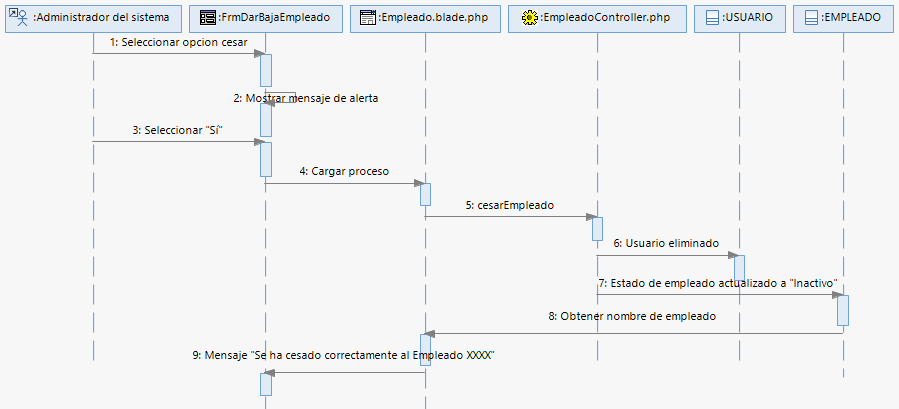 :Administrador del sistema
:FrmDarBajaEmpleado
:Empleado.blade.php
:EmpleadoController.php
:USUARIO
:EMPLEADO
1: Seleccionar opcion cesar
2: Mostrar mensaje de alerta
3: Seleccionar "Sí"
4: Cargar proceso
5: cesarEmpleado
6: Usuario eliminado
7: Estado de empleado actualizado a "Inactivo"
8: Obtener nombre de empleado
9: Mensaje "Se ha cesado correctamente al Empleado XXXX"